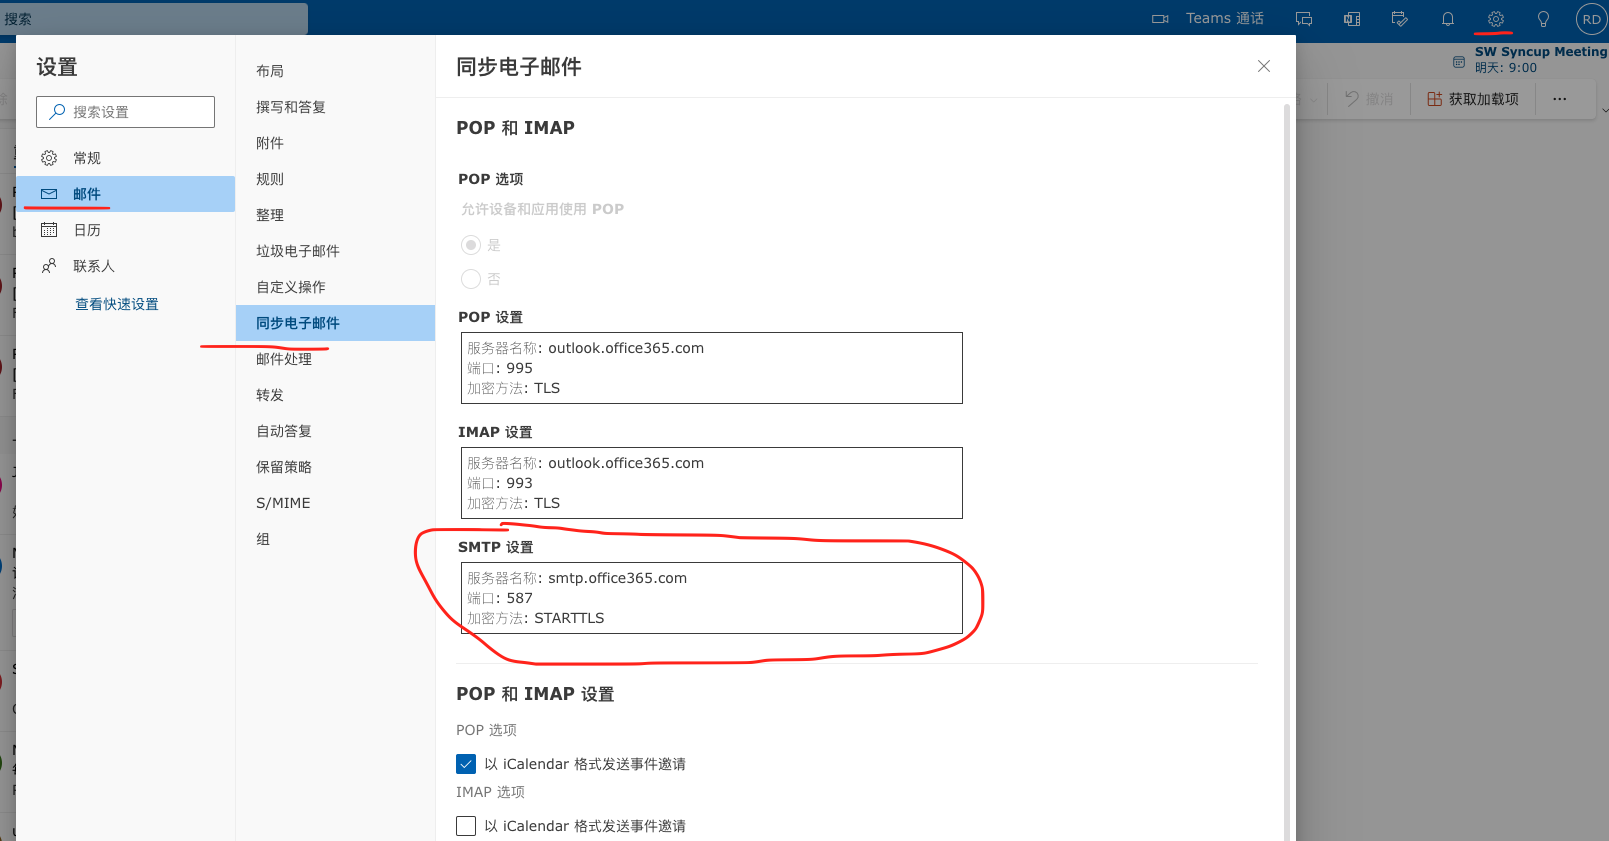 搜索
Teams 通话
RD
SW Syncup Meeting
明天: 9:00
撤消
获取加载项
设置
搜索设置
常规
邮件
日历
联系人
查看快速设置
布局
撰写和答复
附件
规则
整理
垃圾电子邮件
自定义操作
同步电子邮件
邮件处理
转发
自动答复
保留策略
S/MIME
组
同步电子邮件
POP 和 IMAP
POP 选项
允许设备和应用使用 POP
是
否
POP 设置
服务器名称: outlook.office365.com
端口: 995
加密方法: TLS
IMAP 设置
服务器名称: outlook.office365.com
端口: 993
加密方法: TLS
SMTP 设置
服务器名称: smtp.office365.com
端口: 587
加密方法: STARTTLS
POP 和 IMAP 设置
POP 选项
以 iCalendar 格式发送事件邀请
IMAP 选项
以 iCalendar 格式发送事件邀请